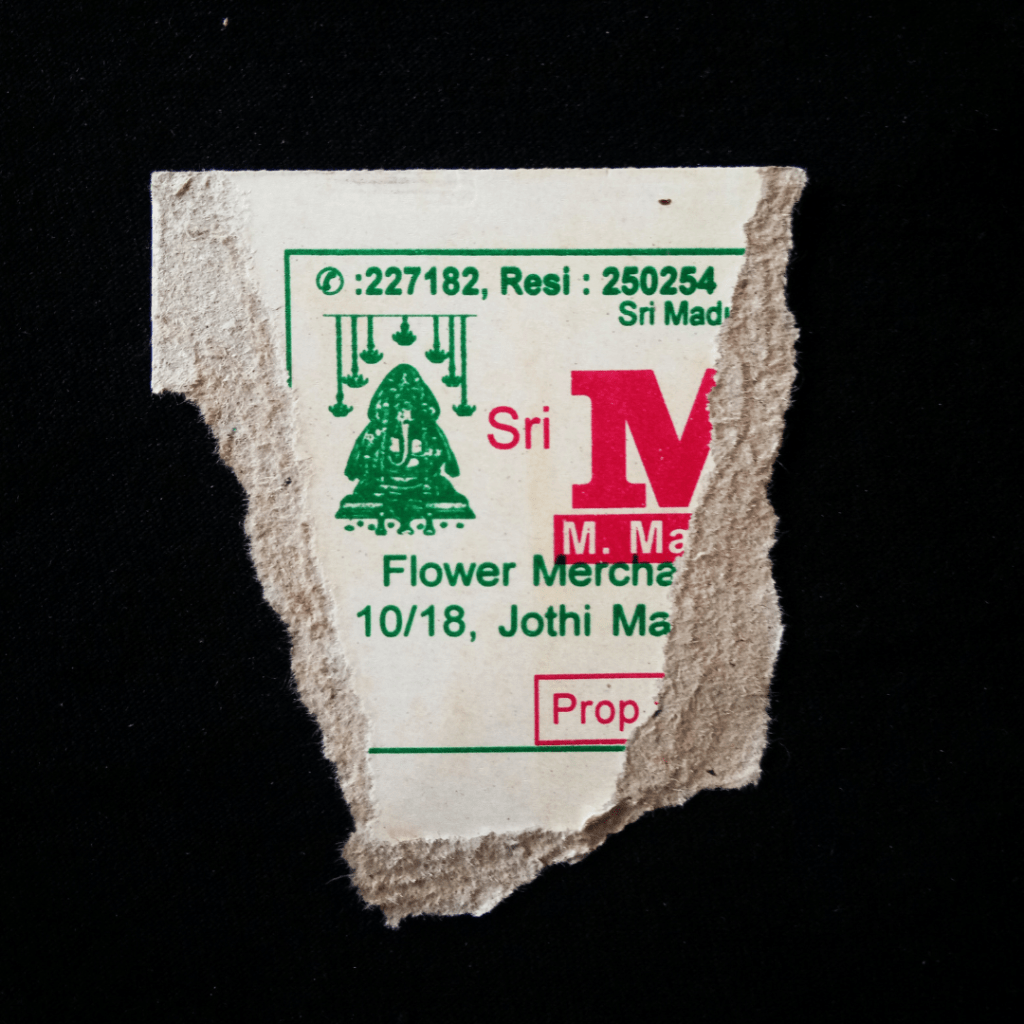 ✆ :227182, Resi : 250254
Sri Madu
Sri M
M. Ma
Flower Mercha
10/18, Jothi Ma
Prop